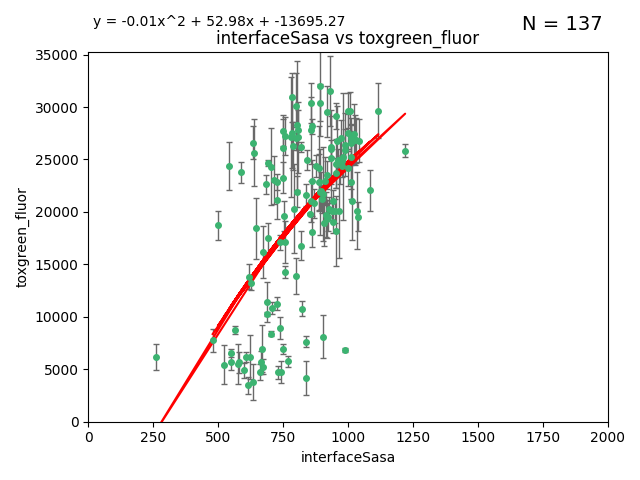 y = -0.01x^2 + 52.98x + -13695.27
N = 137
interfaceSasa vs toxgreen_fluor
35000
30000
25000
20000
15000
10000
5000
0
toxgreen_fluor
0 250 500 750 1000 1250 1500 1750 2000
interfaceSasa